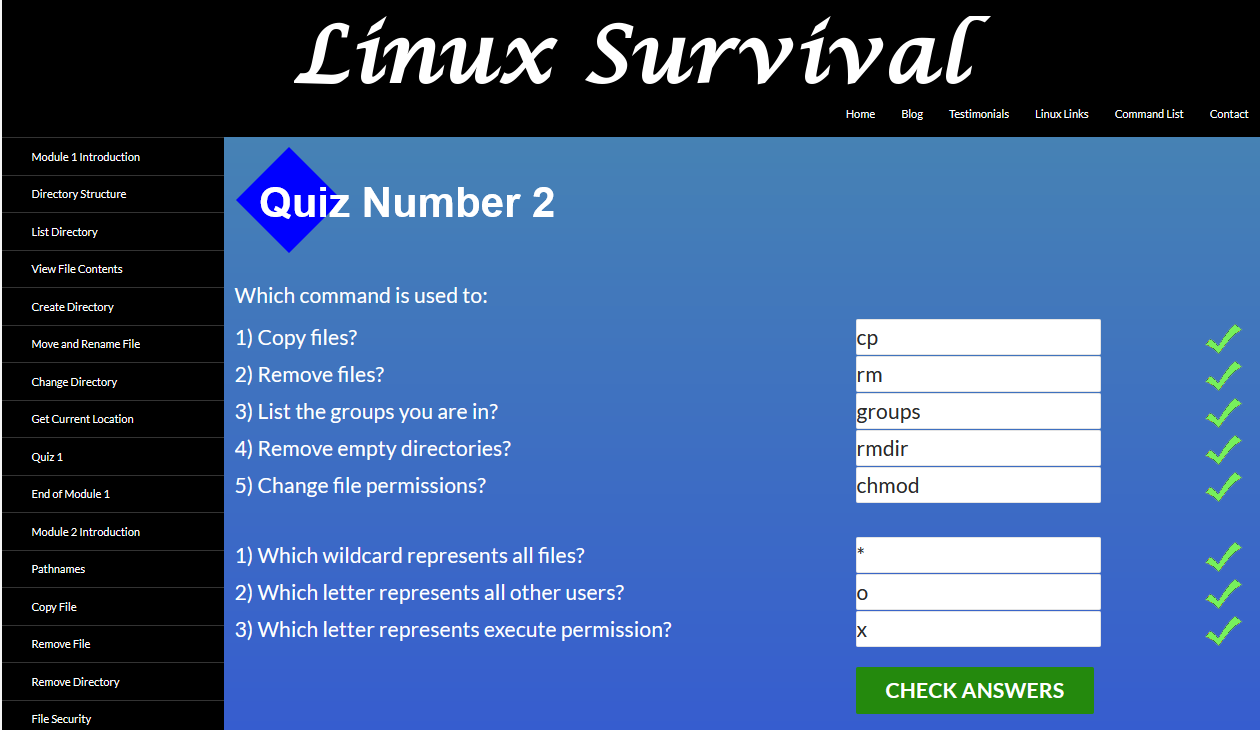 Linux Survival
Home Blog Testimonials Linux Links Command List Contact
Module 1 Introduction
Directory Structure
List Directory
View File Contents
Create Directory
Move and Rename File
Change Directory
Get Current Location
Quiz 1
End of Module 1
Module 2 Introduction
Pathnames
Copy File
Remove File
Remove Directory
File Security
Quiz Number 2
Which command is used to:
1) Copy files? cp
2) Remove files? rm
3) List the groups you are in? groups
4) Remove empty directories? rmdir
5) Change file permissions? chmod
1) Which wildcard represents all files? *
2) Which letter represents all other users? o
3) Which letter represents execute permission? x
CHECK ANSWERS